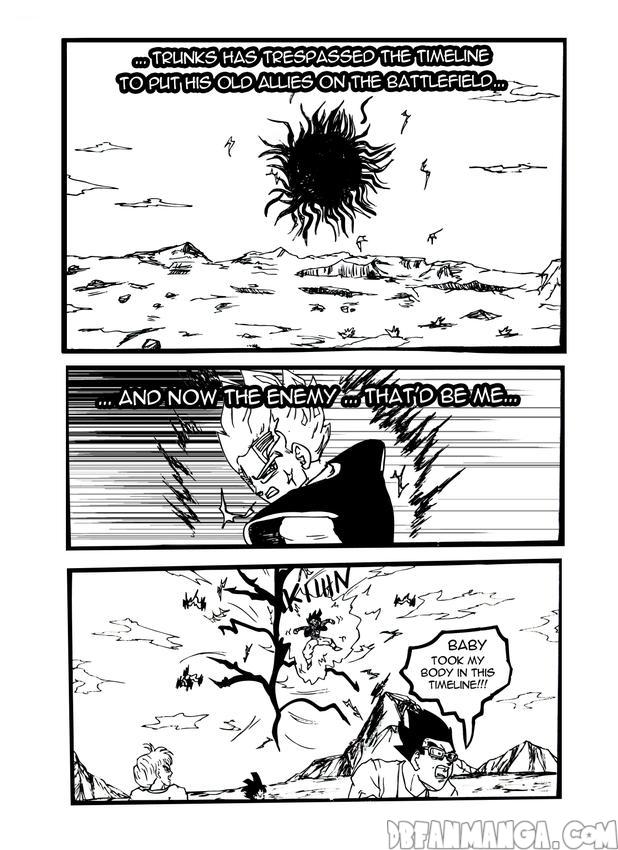 ... TRUNKS HAS TRESPASSED THE TIMELINE
TO PUT HIS OLD ALLIES ON THE BATTLEFIELD...
... AND NOW THE ENEMY ... THAT'D BE ME...
BABY
TOOK MY
BODY IN THIS
TIMELINE!!!
DBFANMANGA.COM